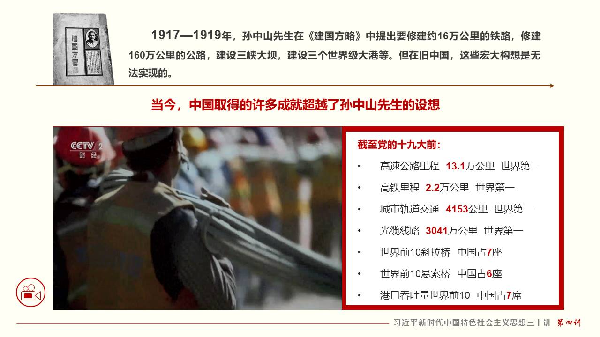 建国方略
1917—1919年，孙中山先生在《建国方略》中提出要修建约16万公里的铁路，修建
160万公里的公路，建设三峡大坝，建设三个世界级大港等。但在旧中国，这些宏大构想是无
法实现的。
当今，中国取得的许多成就超越了孙中山先生的设想
CCTV 2
财经
截至党的十九大前：
• 高速公路里程 13.1万公里 世界第一
• 高铁里程 2.2万公里 世界第一
• 城市轨道交通 4153公里 世界第一
• 光缆线路 3041万公里 世界第一
• 世界前10斜拉桥 中国占7座
• 世界前10悬索桥 中国占6座
• 港口吞吐量世界前10 中国占7席
习近平新时代中国特色社会主义思想三十讲 第四讲